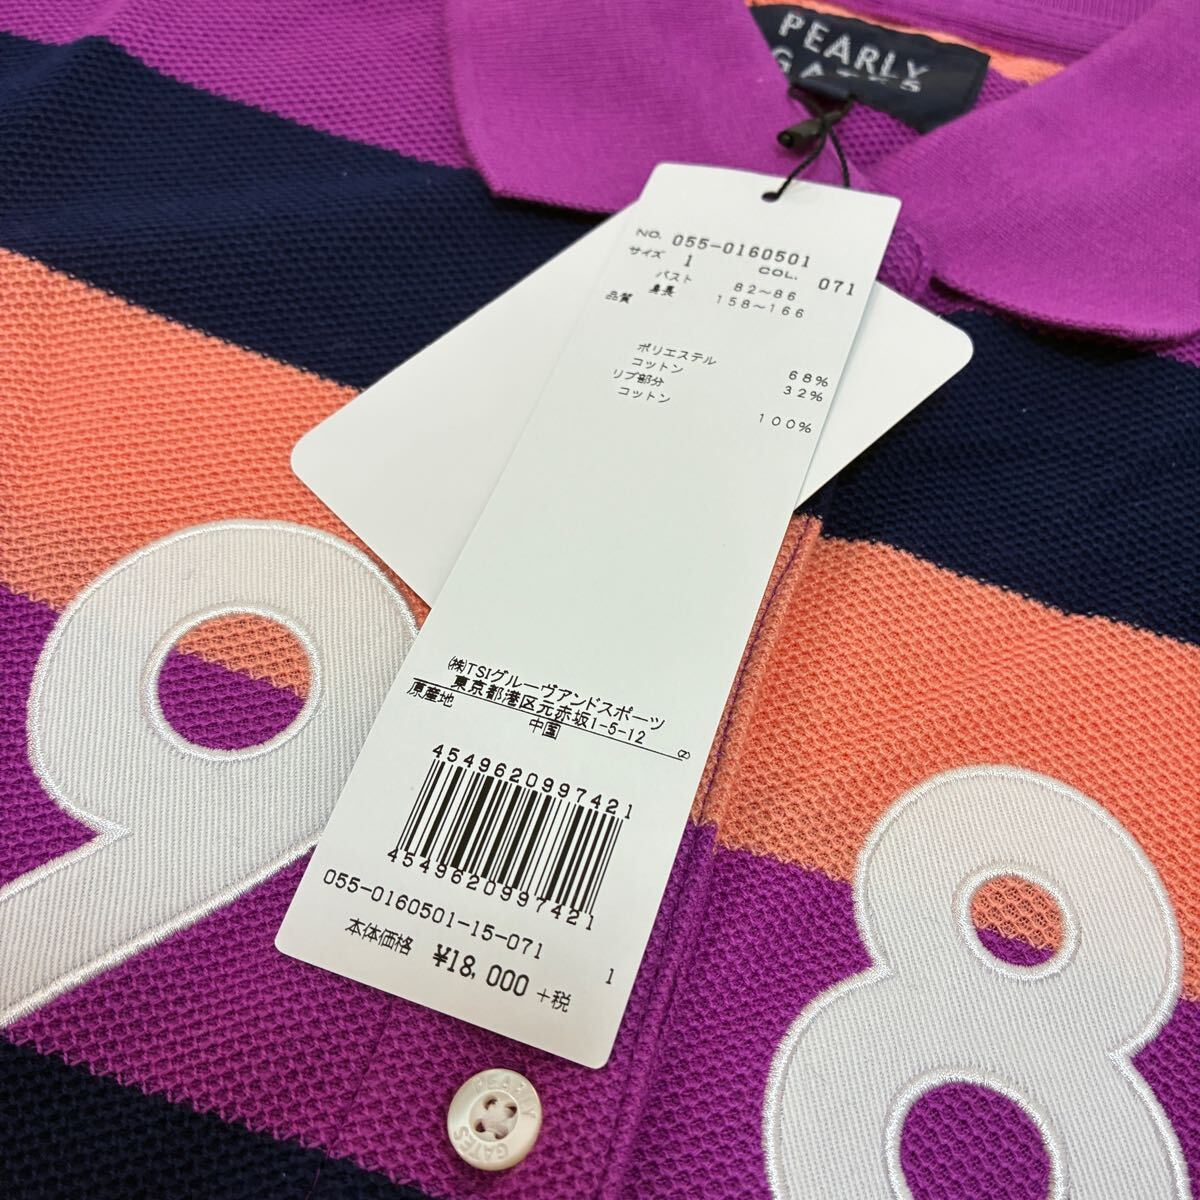 PEARLY
GATES
NO. 055-0160501
サイズ 1 COL. 071
バスト 82～86
身長 158～166
品質
ポリエステル 68%
コットン 32%
リブ部分
コットン 100%
(株)TSIグルーヴアンドスポーツ
東京都港区元赤坂1-5-12
原産地 中国 (Z)
4549620997421
4549620997421
055-0160501-15-071
本体価格 ¥18,000 +税 1
9
8
PEARLY
GATES